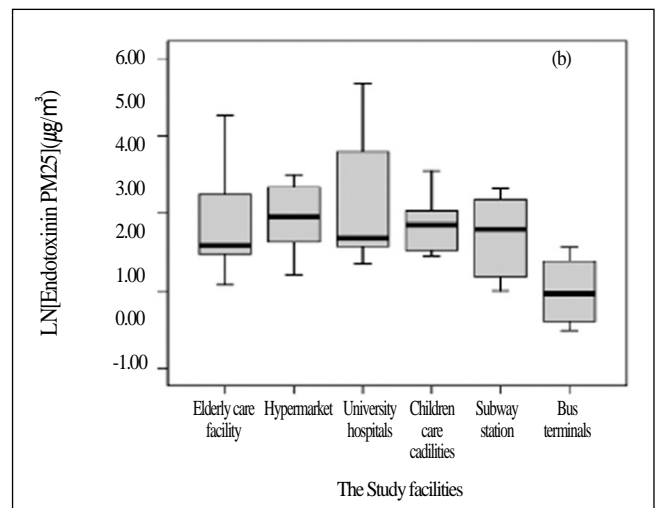 (b)
LN[Endotoxinin PM25](μg/m³)
6.00
5.00
4.00
3.00
2.00
1.00
0.00
-1.00
Elderly care
facility
Hypermarket
University
hospitals
Children
care
cadilities
Subway
station
Bus
terminals
The Study facilities